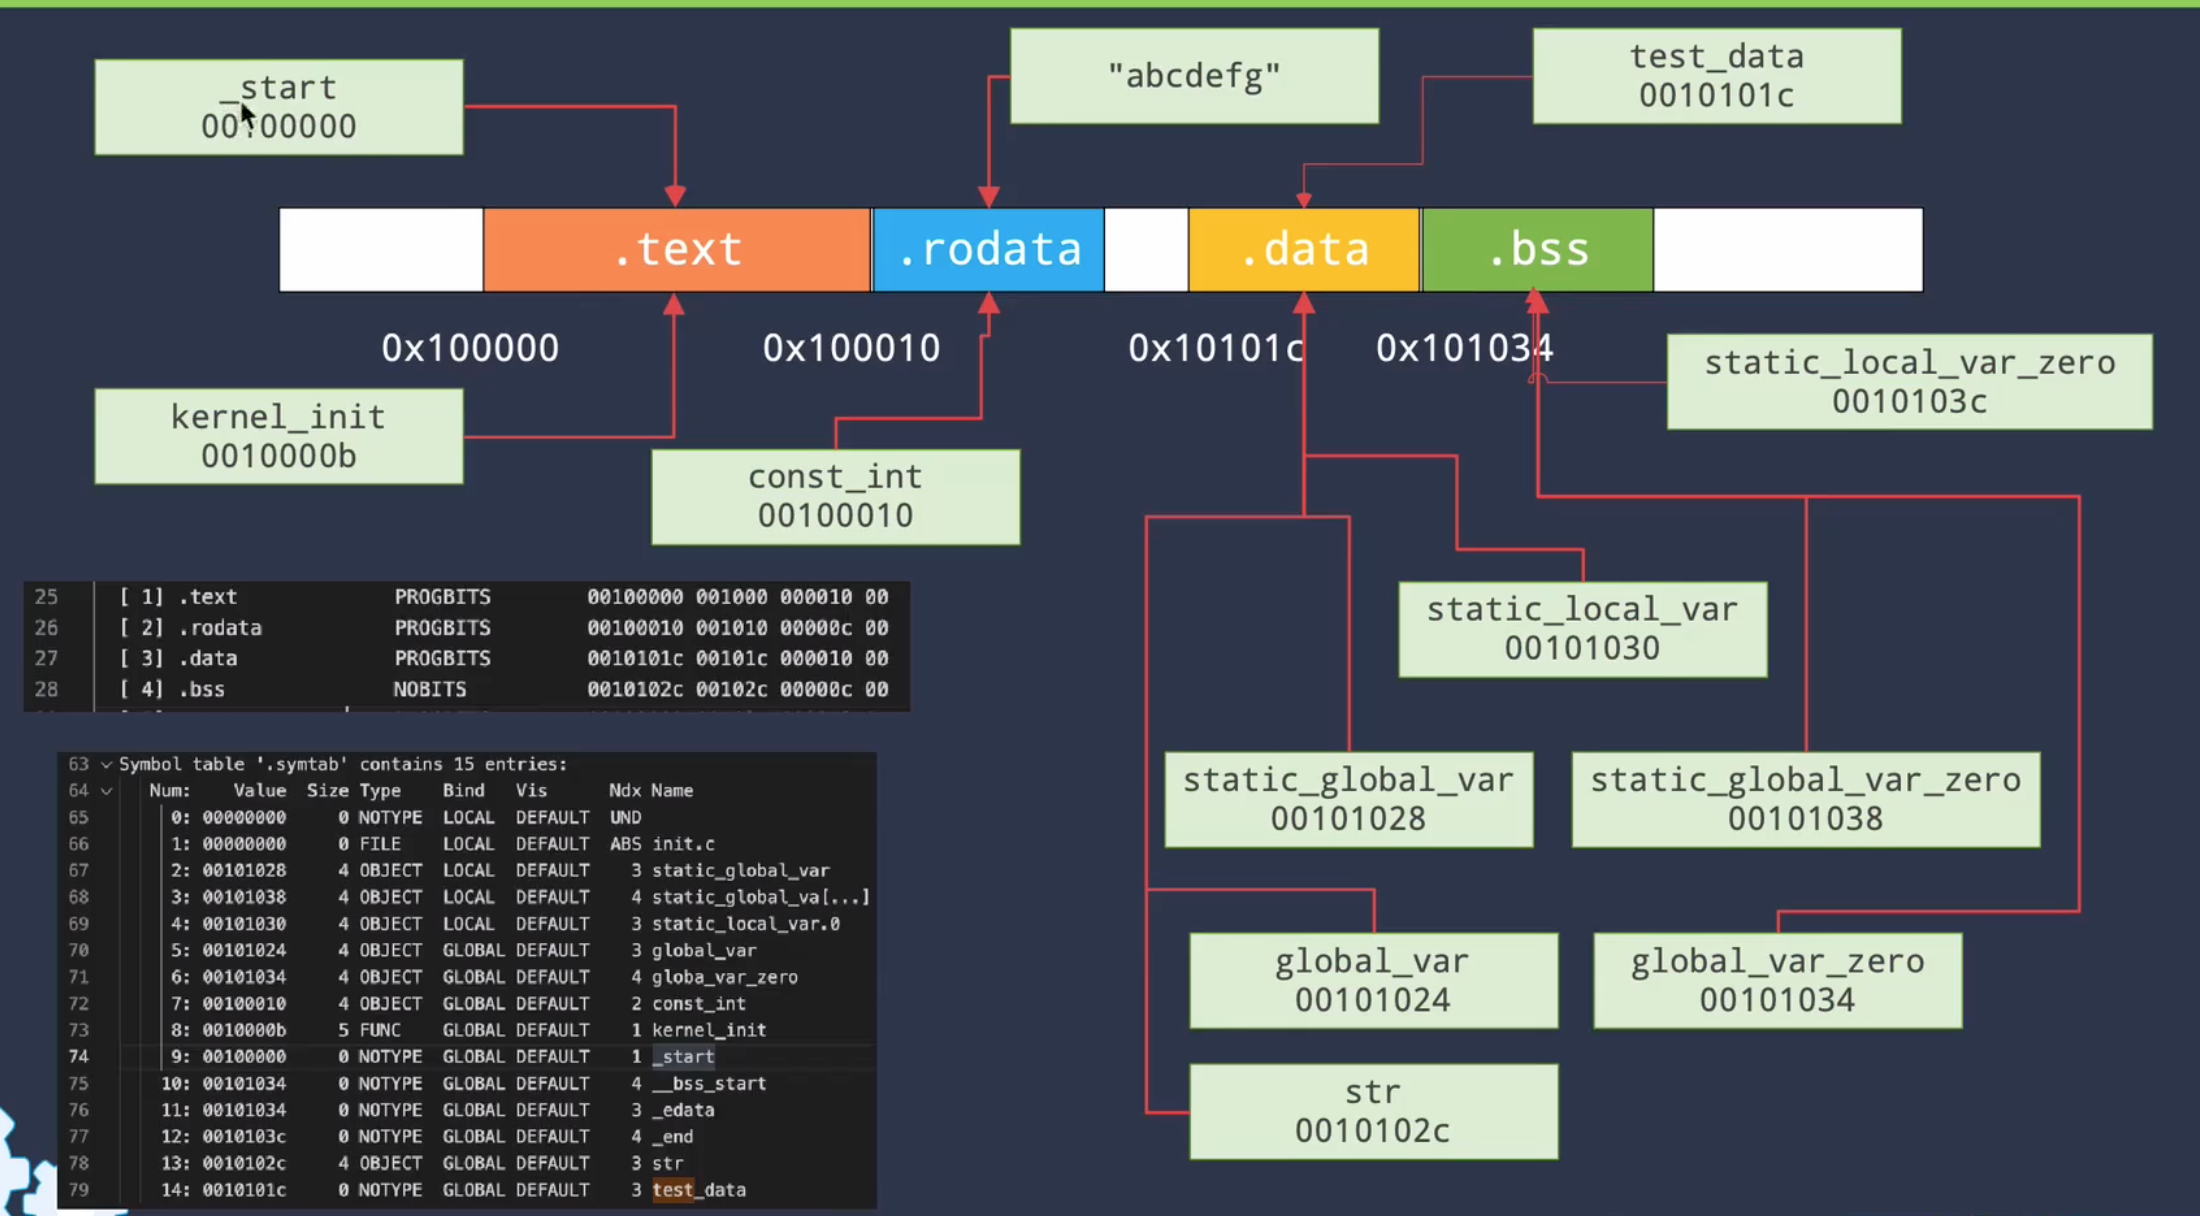 _start
00100000
"abcdefg"
test_data
0010101c
.text
.rodata
.data
.bss
0x100000
0x100010
0x10101c
0x101034
static_local_var_zero
0010103c
kernel_init
0010000b
const_int
00100010
static_local_var
00101030
static_global_var
00101028
static_global_var_zero
00101038
global_var
00101024
global_var_zero
00101034
str
0010102c
25 [ 1] .text PROGBITS 00100000 001000 000010 00
26 [ 2] .rodata PROGBITS 00100010 001010 00000c 00
27 [ 3] .data PROGBITS 0010101c 00101c 000010 00
28 [ 4] .bss NOBITS 0010102c 00102c 00000c 00
63 Symbol table '.symtab' contains 15 entries:
64 Num: Value Size Type Bind Vis Ndx Name
65 0: 00000000 0 NOTYPE LOCAL DEFAULT UND
66 1: 00000000 0 FILE LOCAL DEFAULT ABS init.c
67 2: 00101028 4 OBJECT LOCAL DEFAULT 3 static_global_var
68 3: 00101038 4 OBJECT LOCAL DEFAULT 4 static_global_va[...]
69 4: 00101030 4 OBJECT LOCAL DEFAULT 3 static_local_var.0
70 5: 00101024 4 OBJECT GLOBAL DEFAULT 3 global_var
71 6: 00101034 4 OBJECT GLOBAL DEFAULT 4 globa_var_zero
72 7: 00100010 4 OBJECT GLOBAL DEFAULT 2 const_int
73 8: 0010000b 5 FUNC GLOBAL DEFAULT 1 kernel_init
74 9: 00100000 0 NOTYPE GLOBAL DEFAULT 1 _start
75 10: 00101034 0 NOTYPE GLOBAL DEFAULT 4 __bss_start
76 11: 00101034 0 NOTYPE GLOBAL DEFAULT 3 _edata
77 12: 0010103c 0 NOTYPE GLOBAL DEFAULT 4 _end
78 13: 0010102c 4 OBJECT GLOBAL DEFAULT 3 str
79 14: 0010101c 0 NOTYPE GLOBAL DEFAULT 3 test_data